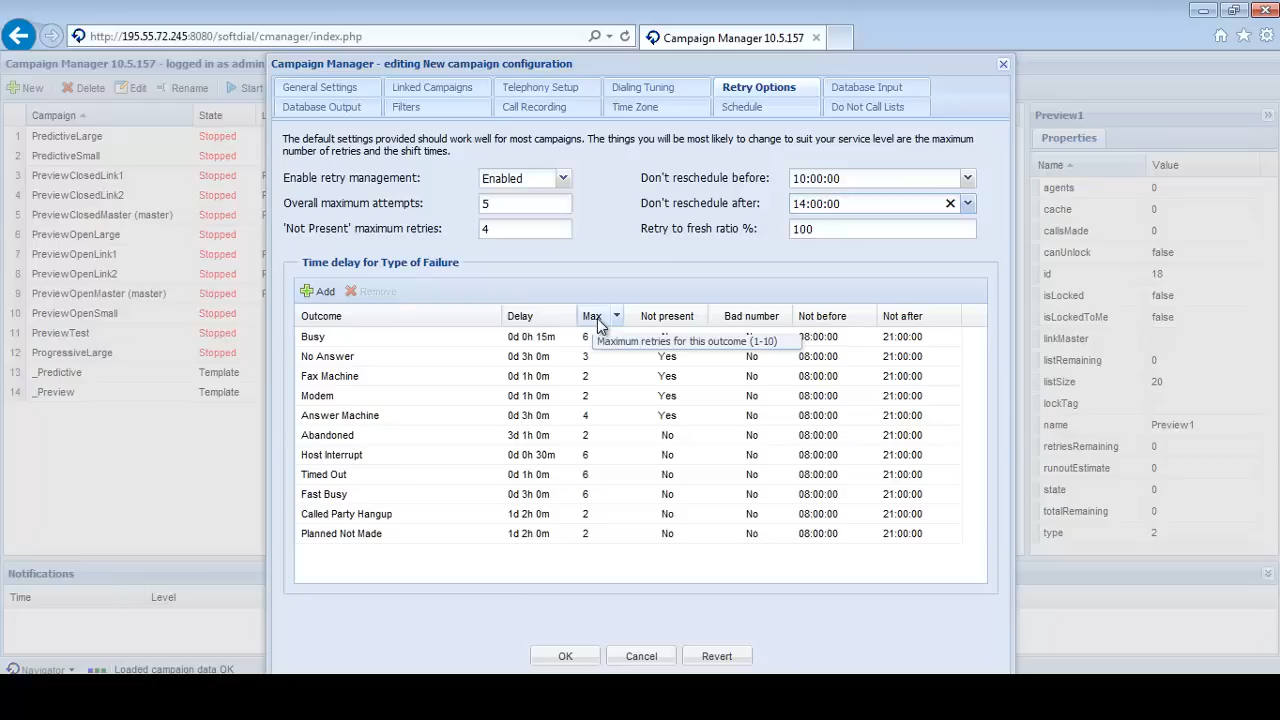 http://195.55.72.245:8080/softdial/cmanager/index.php
Campaign Manager 10.5.157
Campaign Manager 10.5.157 - logged in as admin
New Delete Edit Rename Start
Campaign State
1 PredictiveLarge Stopped
2 PredictiveSmall Stopped
3 PreviewClosedLink1 Stopped
4 PreviewClosedLink2 Stopped
5 PreviewClosedMaster (master) Stopped
6 PreviewOpenLarge Stopped
7 PreviewOpenLink1 Stopped
8 PreviewOpenLink2 Stopped
9 PreviewOpenMaster (master) Stopped
10 PreviewOpenSmall Stopped
11 PreviewTest Stopped
12 ProgressiveLarge Stopped
13 _Predictive Template
14 _Preview Template
Campaign Manager - editing New campaign configuration
General Settings Linked Campaigns Telephony Setup Dialing Tuning Retry Options Database Input
Database Output Filters Call Recording Time Zone Schedule Do Not Call Lists
The default settings provided should work well for most campaigns. The things you will be most likely to change to suit your service level are the maximum
number of retries and the shift times.
Enable retry management: Enabled Don't reschedule before: 10:00:00
Overall maximum attempts: 5 Don't reschedule after: 14:00:00
'Not Present' maximum retries: 4 Retry to fresh ratio %: 100
Time delay for Type of Failure
Add Remove
Outcome Delay Max Not present Bad number Not before Not after
Busy 0d 0h 15m 6 08:00:00 21:00:00
Maximum retries for this outcome (1-10)
No Answer 0d 3h 0m 3 Yes No 08:00:00 21:00:00
Fax Machine 0d 1h 0m 2 Yes No 08:00:00 21:00:00
Modem 0d 1h 0m 2 Yes No 08:00:00 21:00:00
Answer Machine 0d 3h 0m 4 Yes No 08:00:00 21:00:00
Abandoned 3d 1h 0m 2 No No 08:00:00 21:00:00
Host Interrupt 0d 0h 30m 6 No No 08:00:00 21:00:00
Timed Out 0d 1h 0m 6 No No 08:00:00 21:00:00
Fast Busy 0d 3h 0m 6 No No 08:00:00 21:00:00
Called Party Hangup 1d 2h 0m 2 No No 08:00:00 21:00:00
Planned Not Made 1d 2h 0m 2 No No 08:00:00 21:00:00
OK Cancel Revert
Preview1
Properties
Name Value
agents 0
cache 0
callsMade 0
canUnlock false
id 18
isLocked false
isLockedToMe false
linkMaster
listRemaining 0
listSize 20
lockTag
name Preview1
retriesRemaining 0
runoutEstimate 0
state 0
totalRemaining 0
type 2
Notifications
Time Level
Navigator Loaded campaign data OK